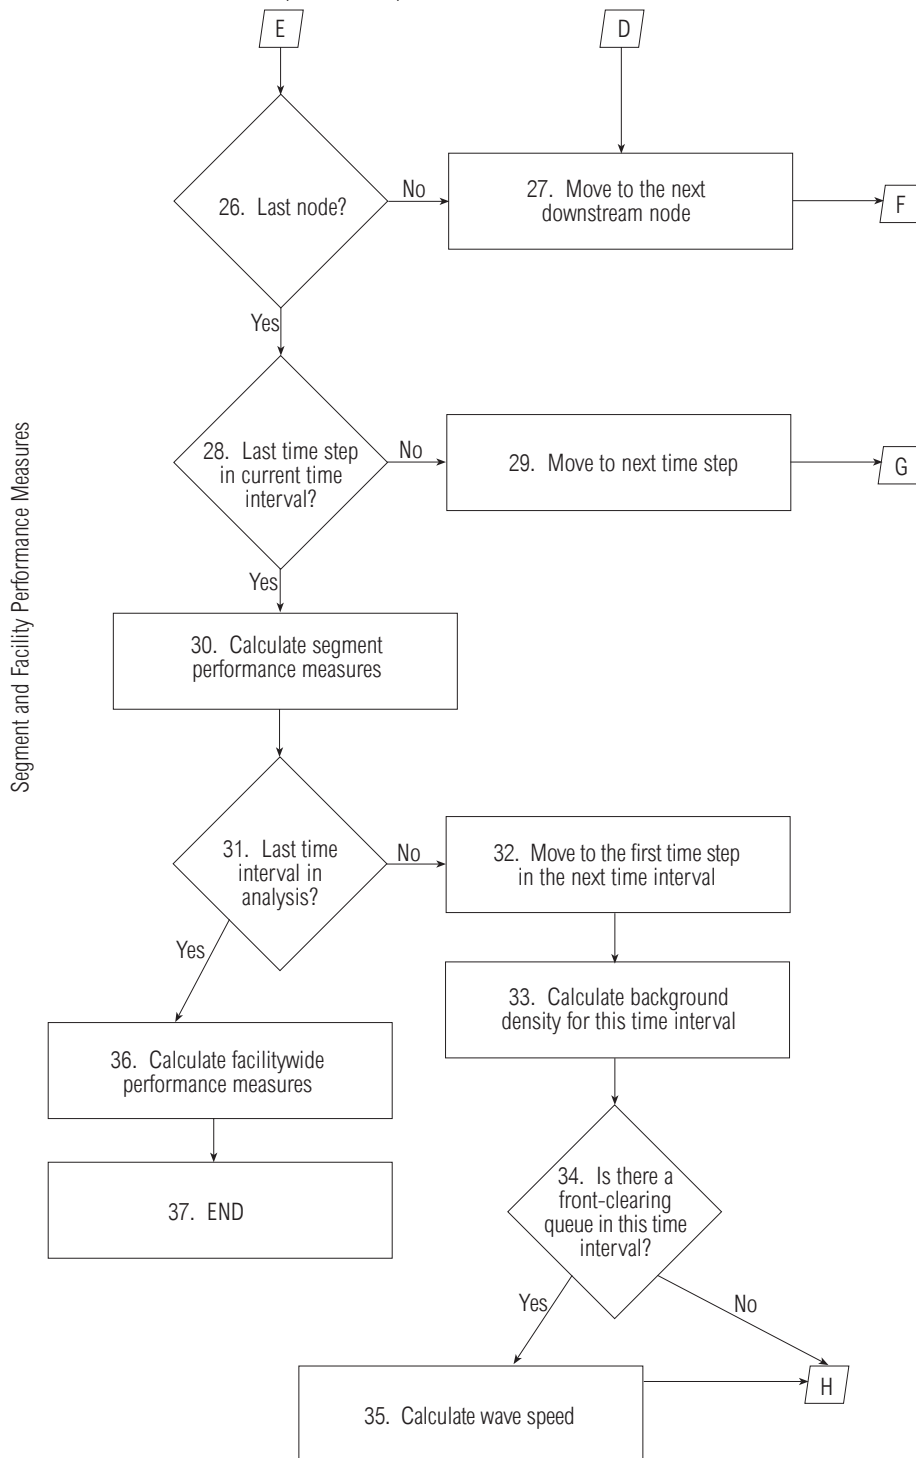 E
D
26. Last node?
No
27. Move to the next
downstream node
F
Yes
28. Last time step
in current time
interval?
No
29. Move to next time step
G
Yes
30. Calculate segment
performance measures
Segment and Facility Performance Measures
31. Last time
interval in
analysis?
No
32. Move to the first time step
in the next time interval
Yes
33. Calculate background
density for this time interval
36. Calculate facilitywide
performance measures
34. Is there a
front-clearing
queue in this time
interval?
37. END
Yes
No
H
35. Calculate wave speed